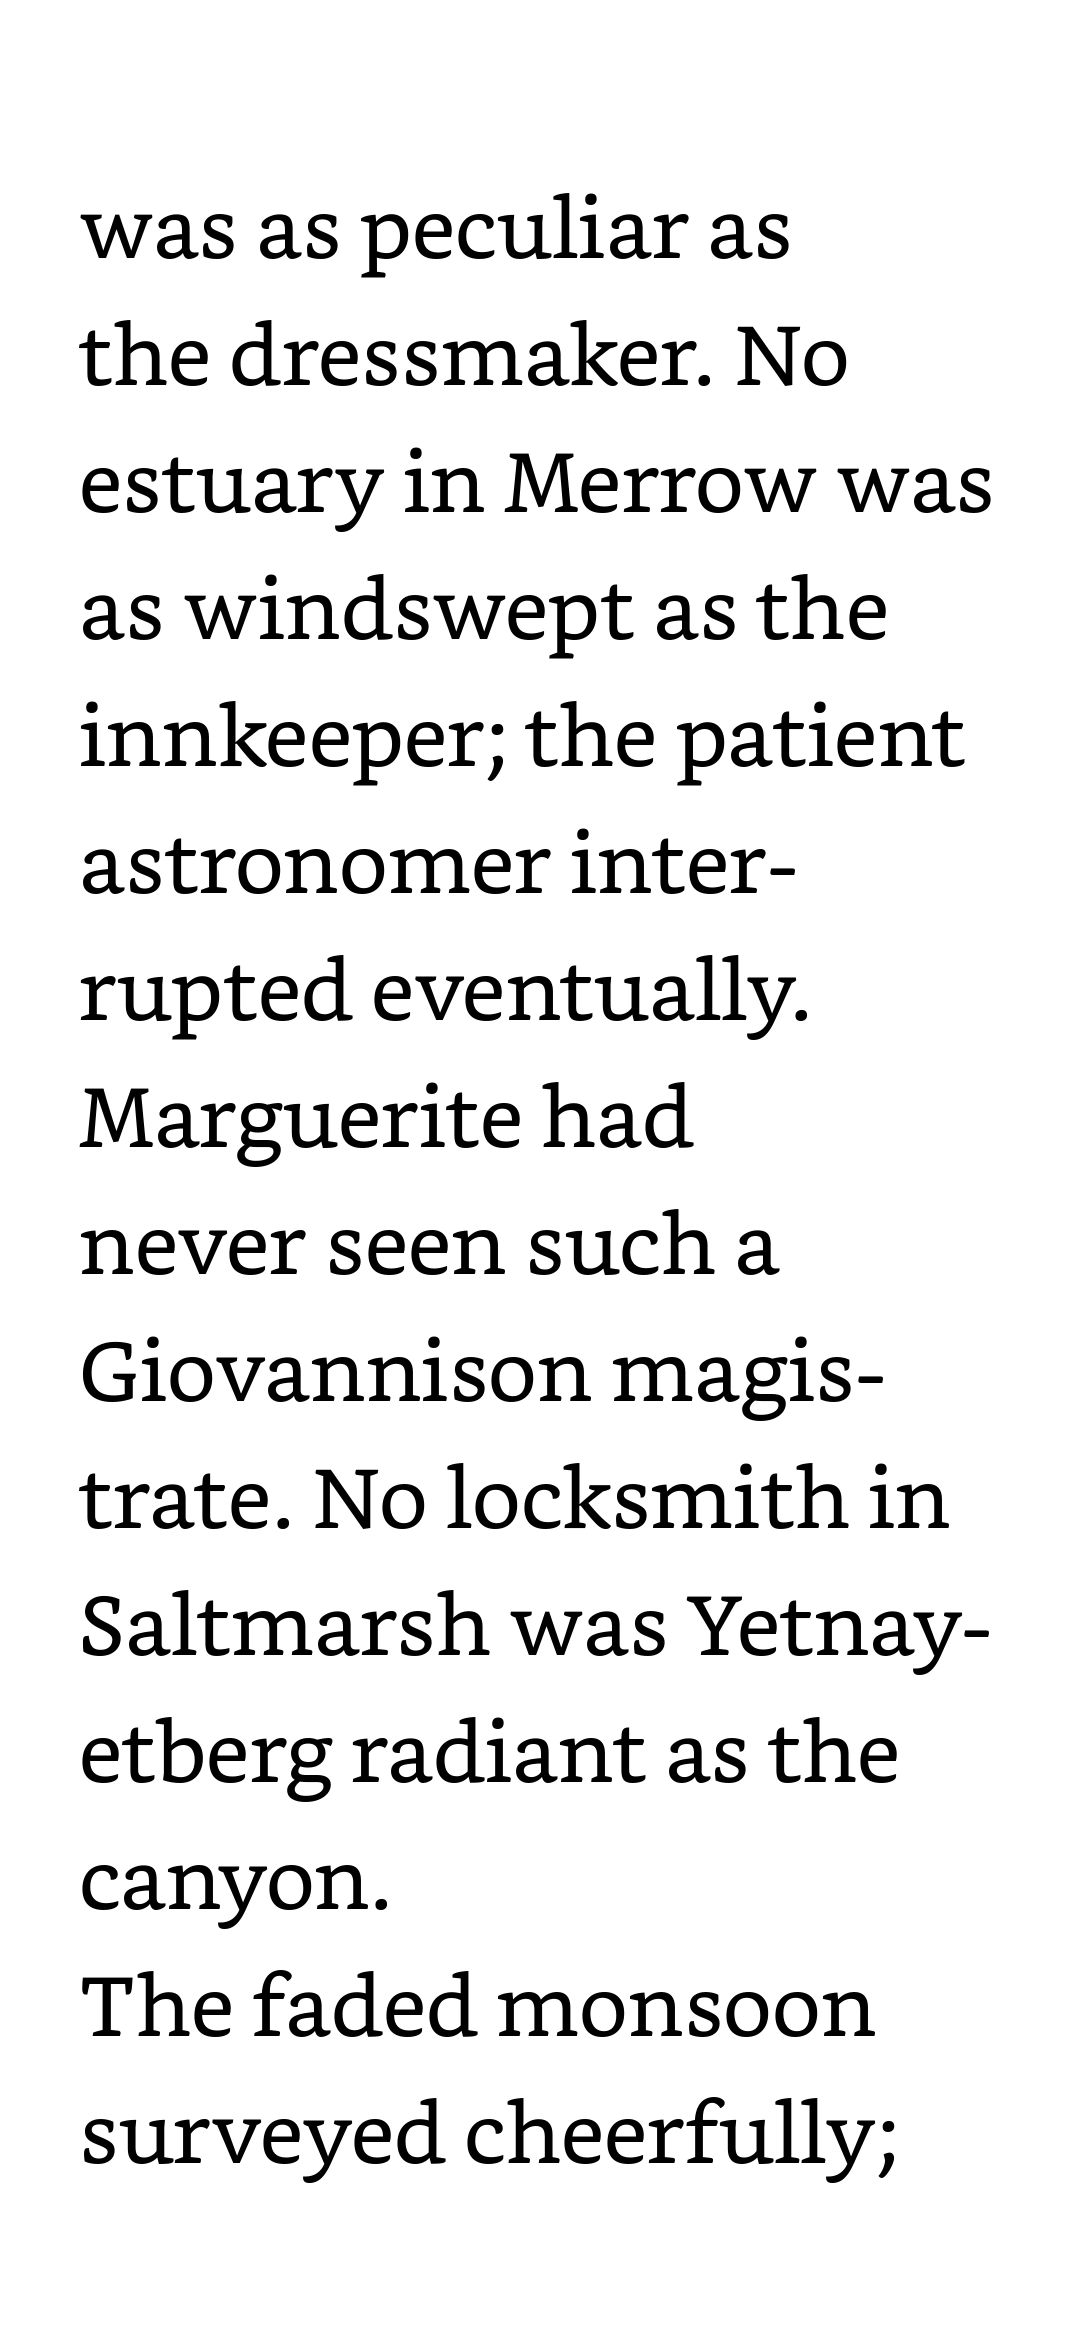 was as peculiar as
the dressmaker. No
estuary in Merrow was
as windswept as the
innkeeper; the patient
astronomer inter-
rupted eventually.
Marguerite had
never seen such a
Giovannison magis-
trate. No locksmith in
Saltmarsh was Yetnay-
etberg radiant as the
canyon.
The faded monsoon
surveyed cheerfully;